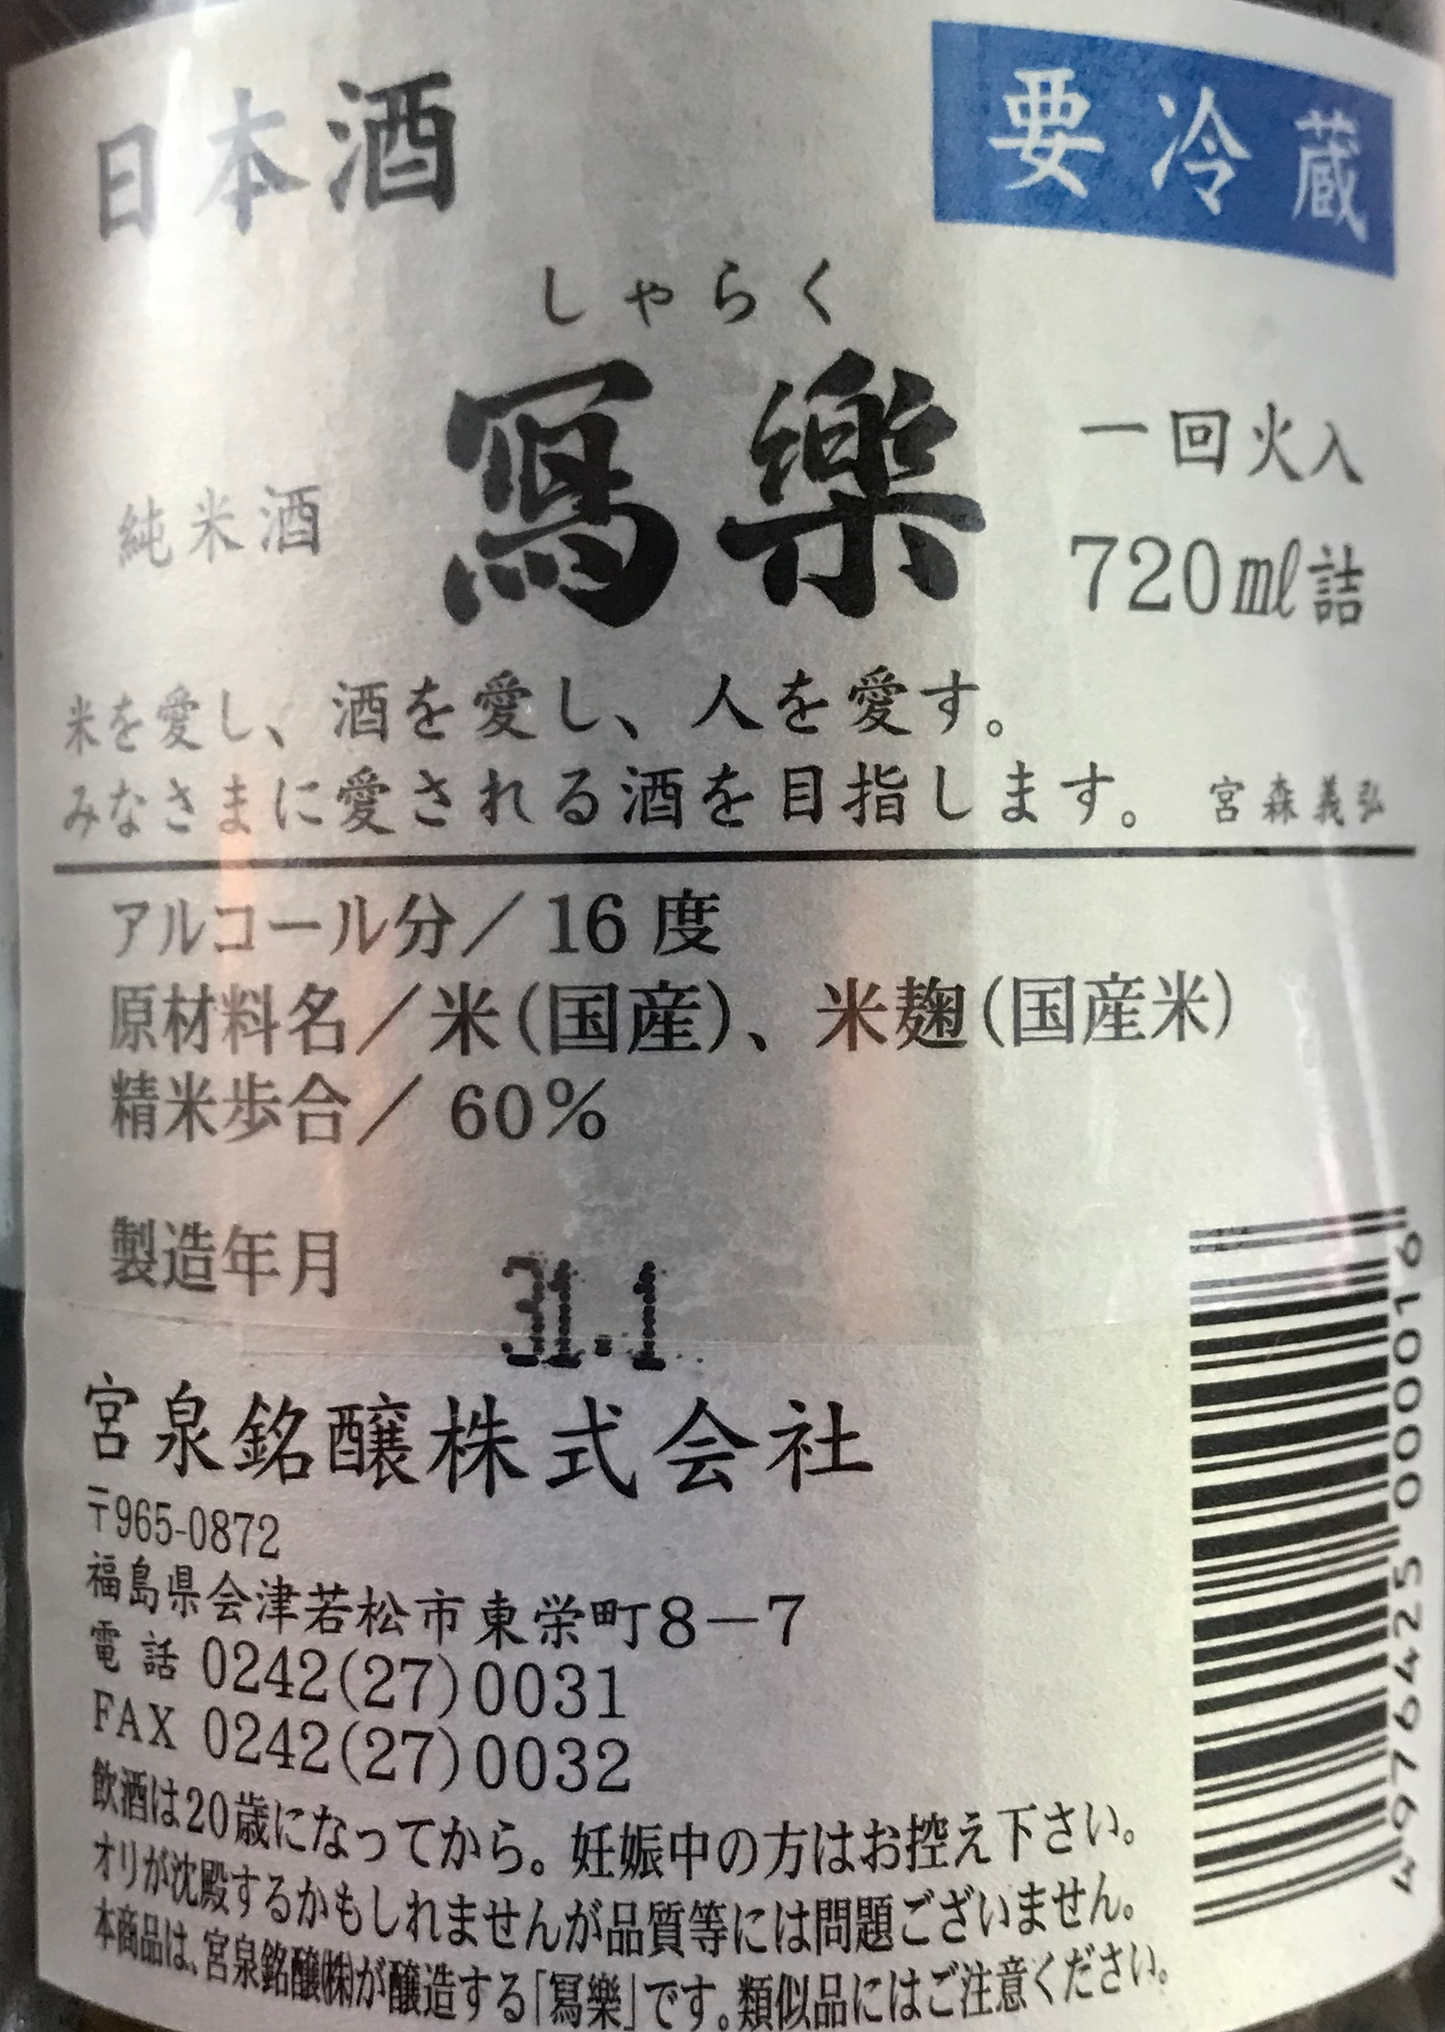 日本酒
要冷蔵
しゃらく
寫樂
純米酒
一回火入
720㎖詰
米を愛し、酒を愛し、人を愛す。
みなさまに愛される酒を目指します。 宮森義弘
アルコール分／16度
原材料名／米(国産)、米麹(国産米)
精米歩合／60％
製造年月 31.1
宮泉銘醸株式会社
〒965-0872
福島県会津若松市東栄町8－7
電話 0242(27)0031
FAX 0242(27)0032
飲酒は20歳になってから。妊娠中の方はお控え下さい。
オリが沈殿するかもしれませんが品質等には問題ございません。
本商品は、宮泉銘醸㈱が醸造する「寫樂」です。類似品にはご注意ください。
4976425000019